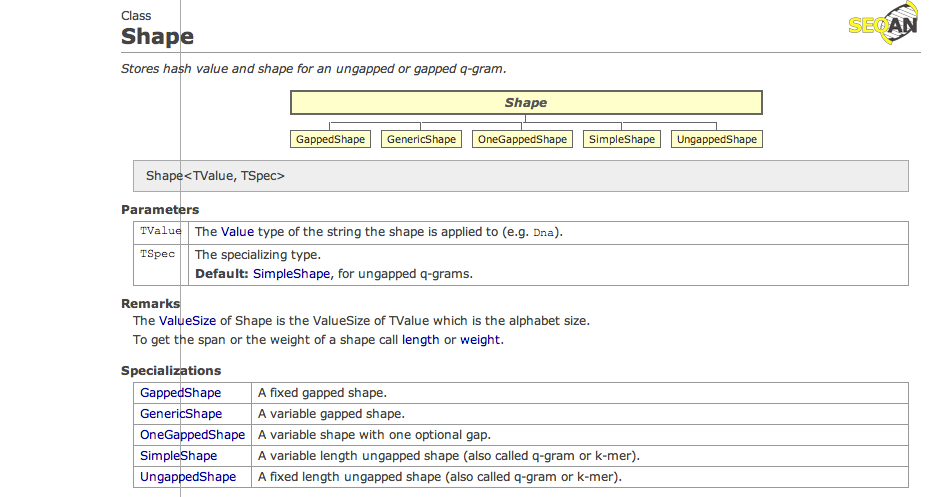 Class
SEQAN
Shape
Stores hash value and shape for an ungapped or gapped q-gram.
Shape
GappedShape GenericShape OneGappedShape SimpleShape UngappedShape
Shape<TValue, TSpec>
Parameters
TValue The Value type of the string the shape is applied to (e.g. Dna).
TSpec The specializing type.
Default: SimpleShape, for ungapped q-grams.
Remarks
The ValueSize of Shape is the ValueSize of TValue which is the alphabet size.
To get the span or the weight of a shape call length or weight.
Specializations
GappedShape A fixed gapped shape.
GenericShape A variable gapped shape.
OneGappedShape A variable shape with one optional gap.
SimpleShape A variable length ungapped shape (also called q-gram or k-mer).
UngappedShape A fixed length ungapped shape (also called q-gram or k-mer).